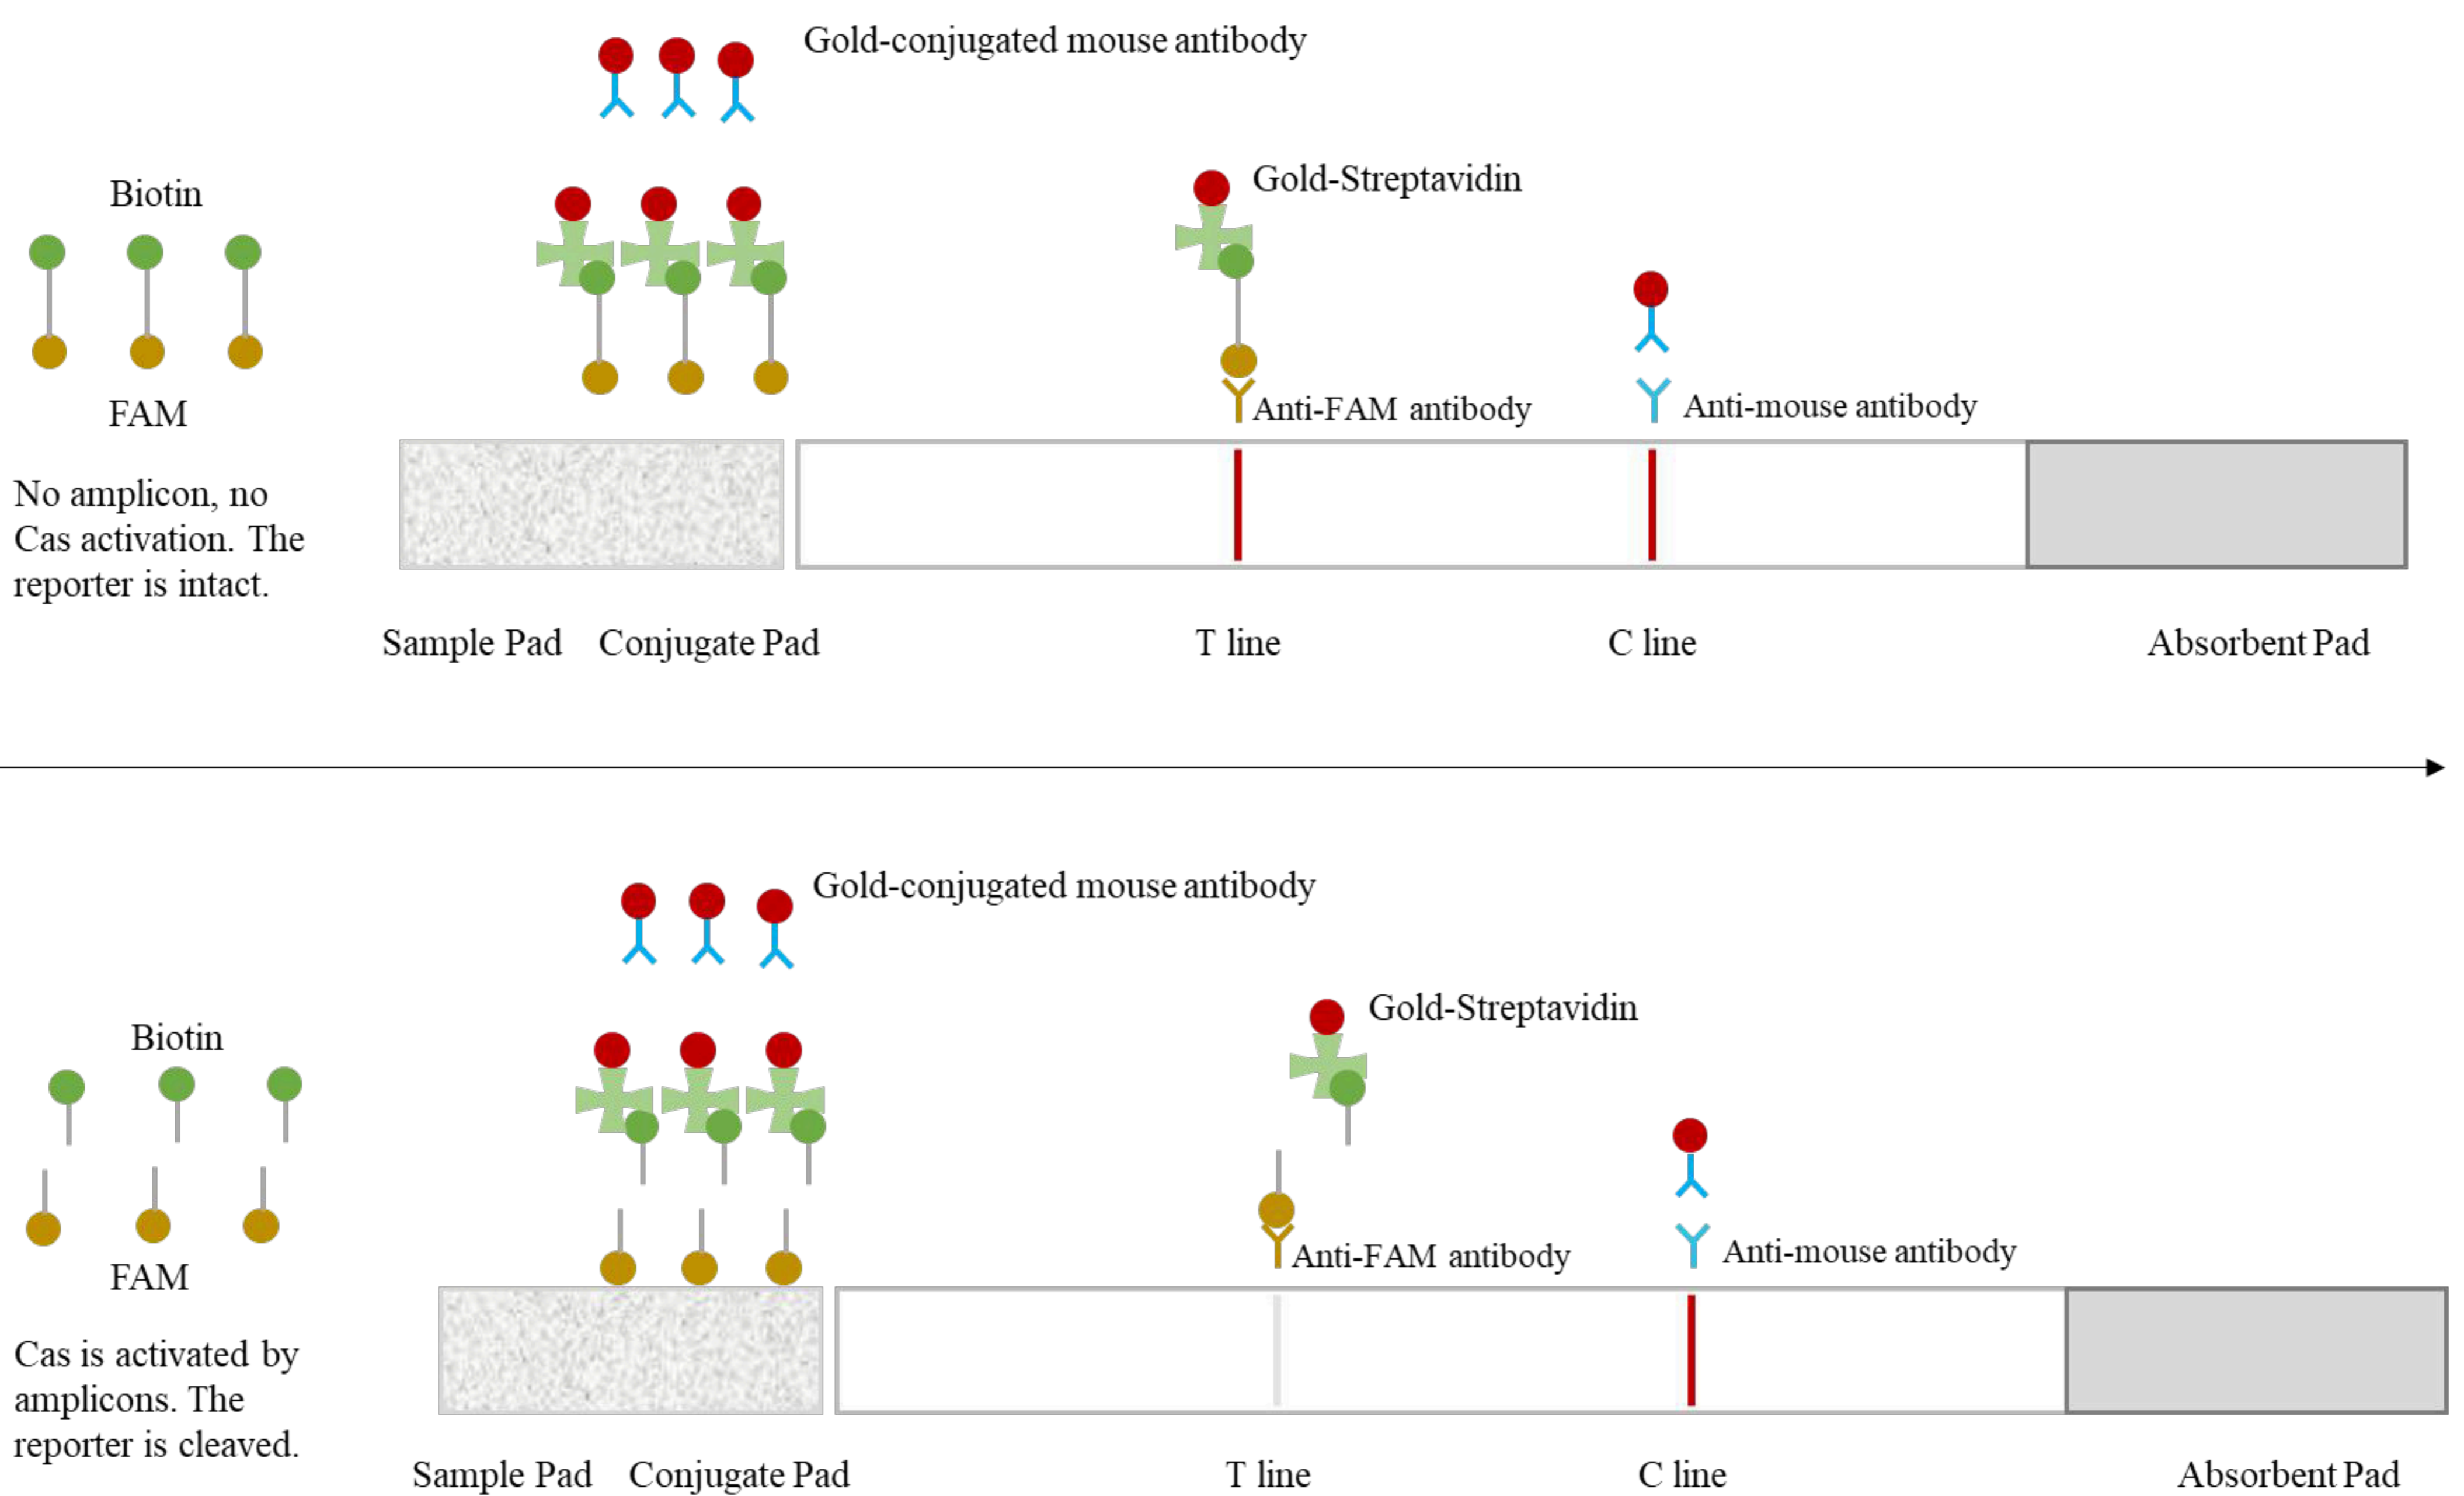 Gold-conjugated mouse antibody
Gold-Streptavidin
Biotin
FAM
Anti-FAM antibody
Anti-mouse antibody
No amplicon, no
Cas activation. The
reporter is intact.
Sample Pad
Conjugate Pad
T line
C line
Absorbent Pad
Gold-conjugated mouse antibody
Gold-Streptavidin
Biotin
Anti-FAM antibody
Anti-mouse antibody
FAM
Cas is activated by
amplicons. The
reporter is cleaved.
Sample Pad
Conjugate Pad
T line
C line
Absorbent Pad